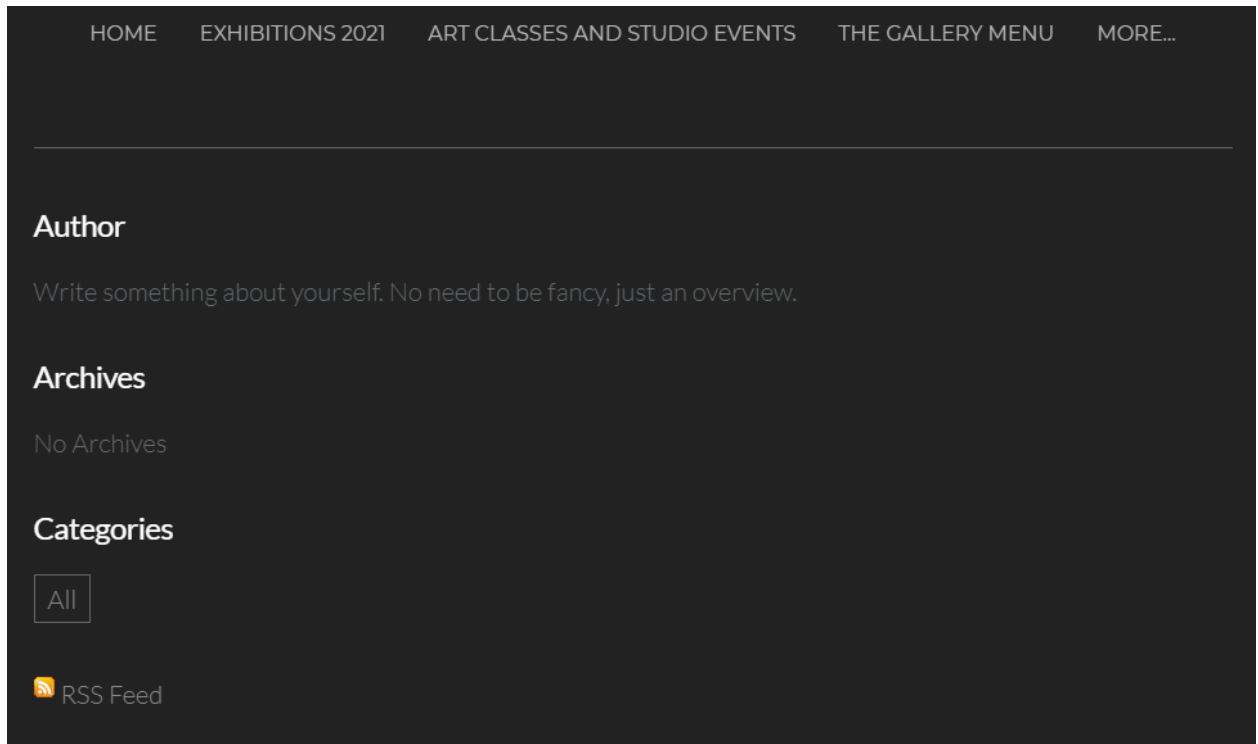 HOME EXHIBITIONS 2021 ART CLASSES AND STUDIO EVENTS THE GALLERY MENU MORE...
Author
Write something about yourself. No need to be fancy, just an overview.
Archives
No Archives
Categories
All
RSS Feed